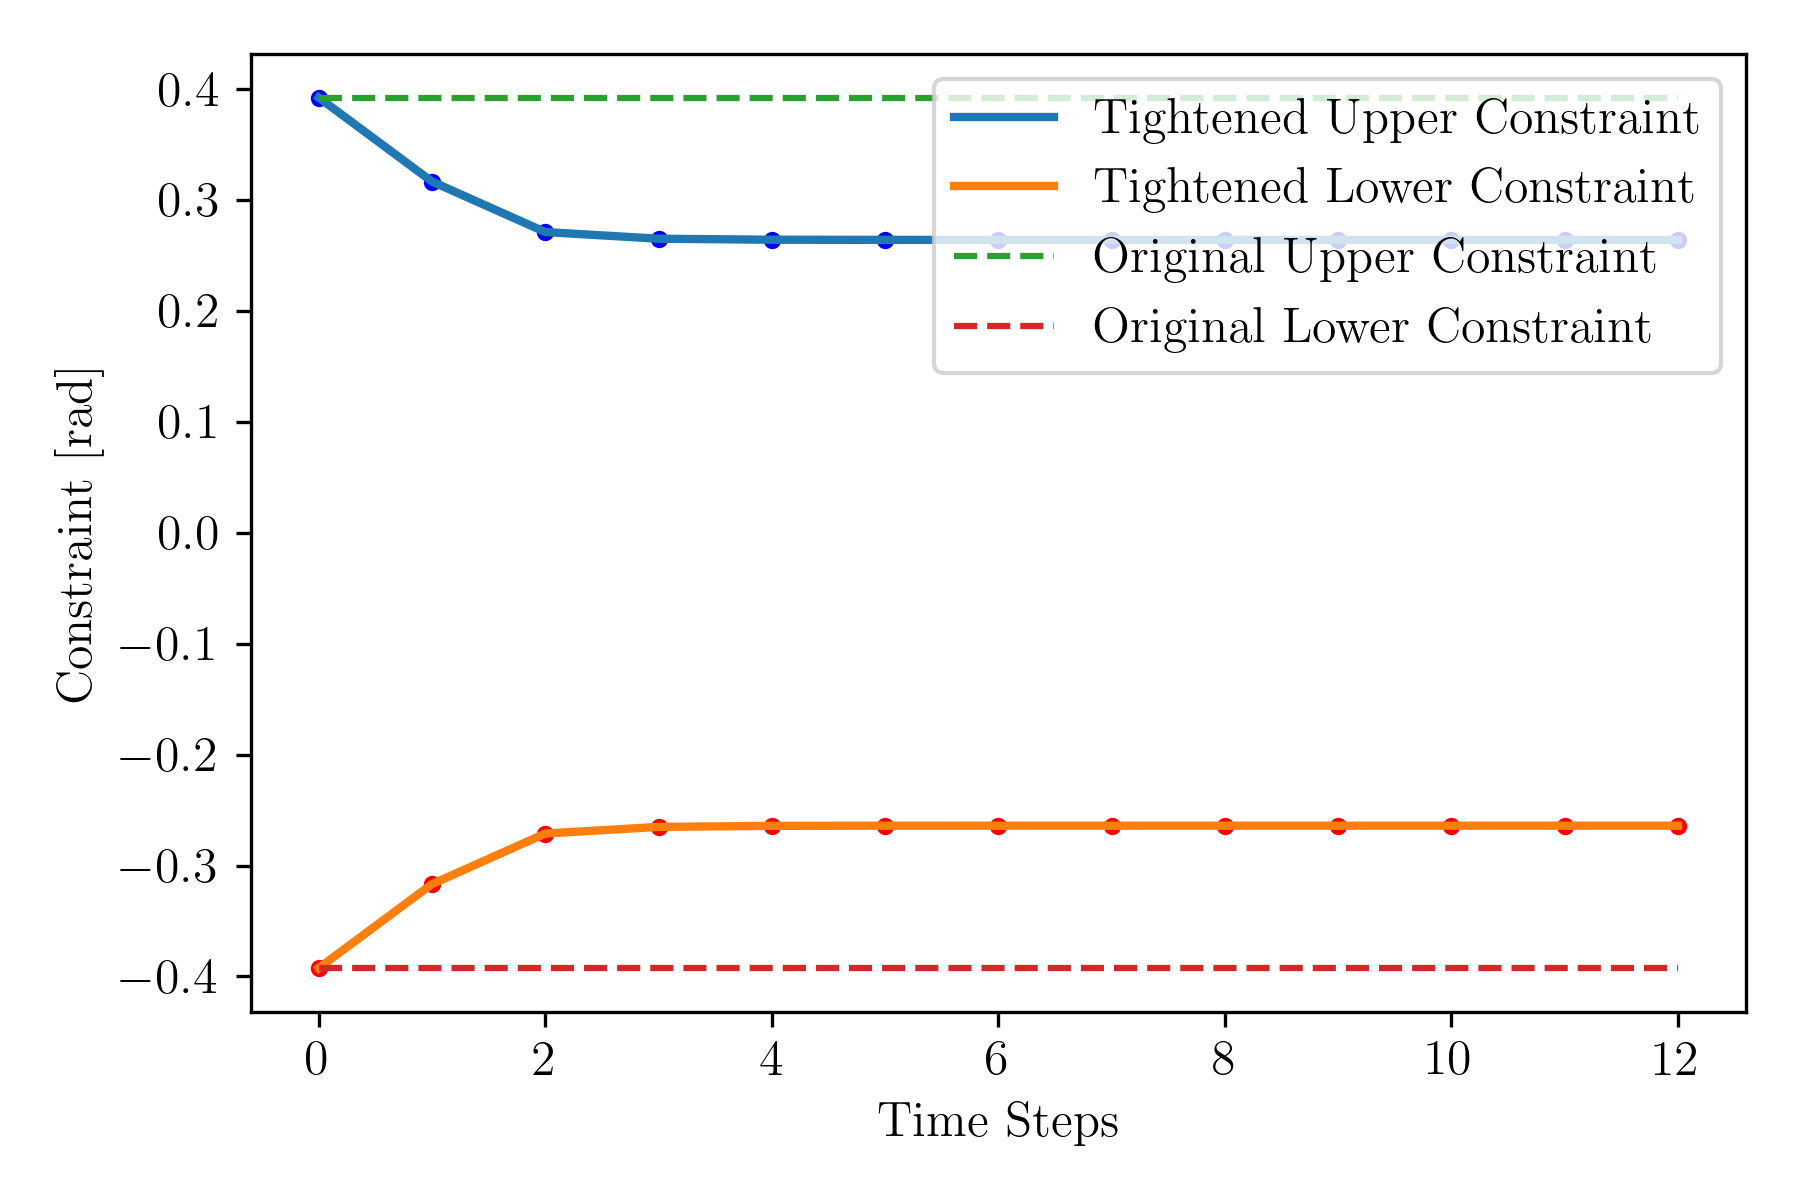 0.4
0.3
0.2
0.1
0.0
−0.1
−0.2
−0.3
−0.4
Constraint [rad]
Tightened Upper Constraint
Tightened Lower Constraint
Original Upper Constraint
Original Lower Constraint
0 2 4 6 8 10 12
Time Steps